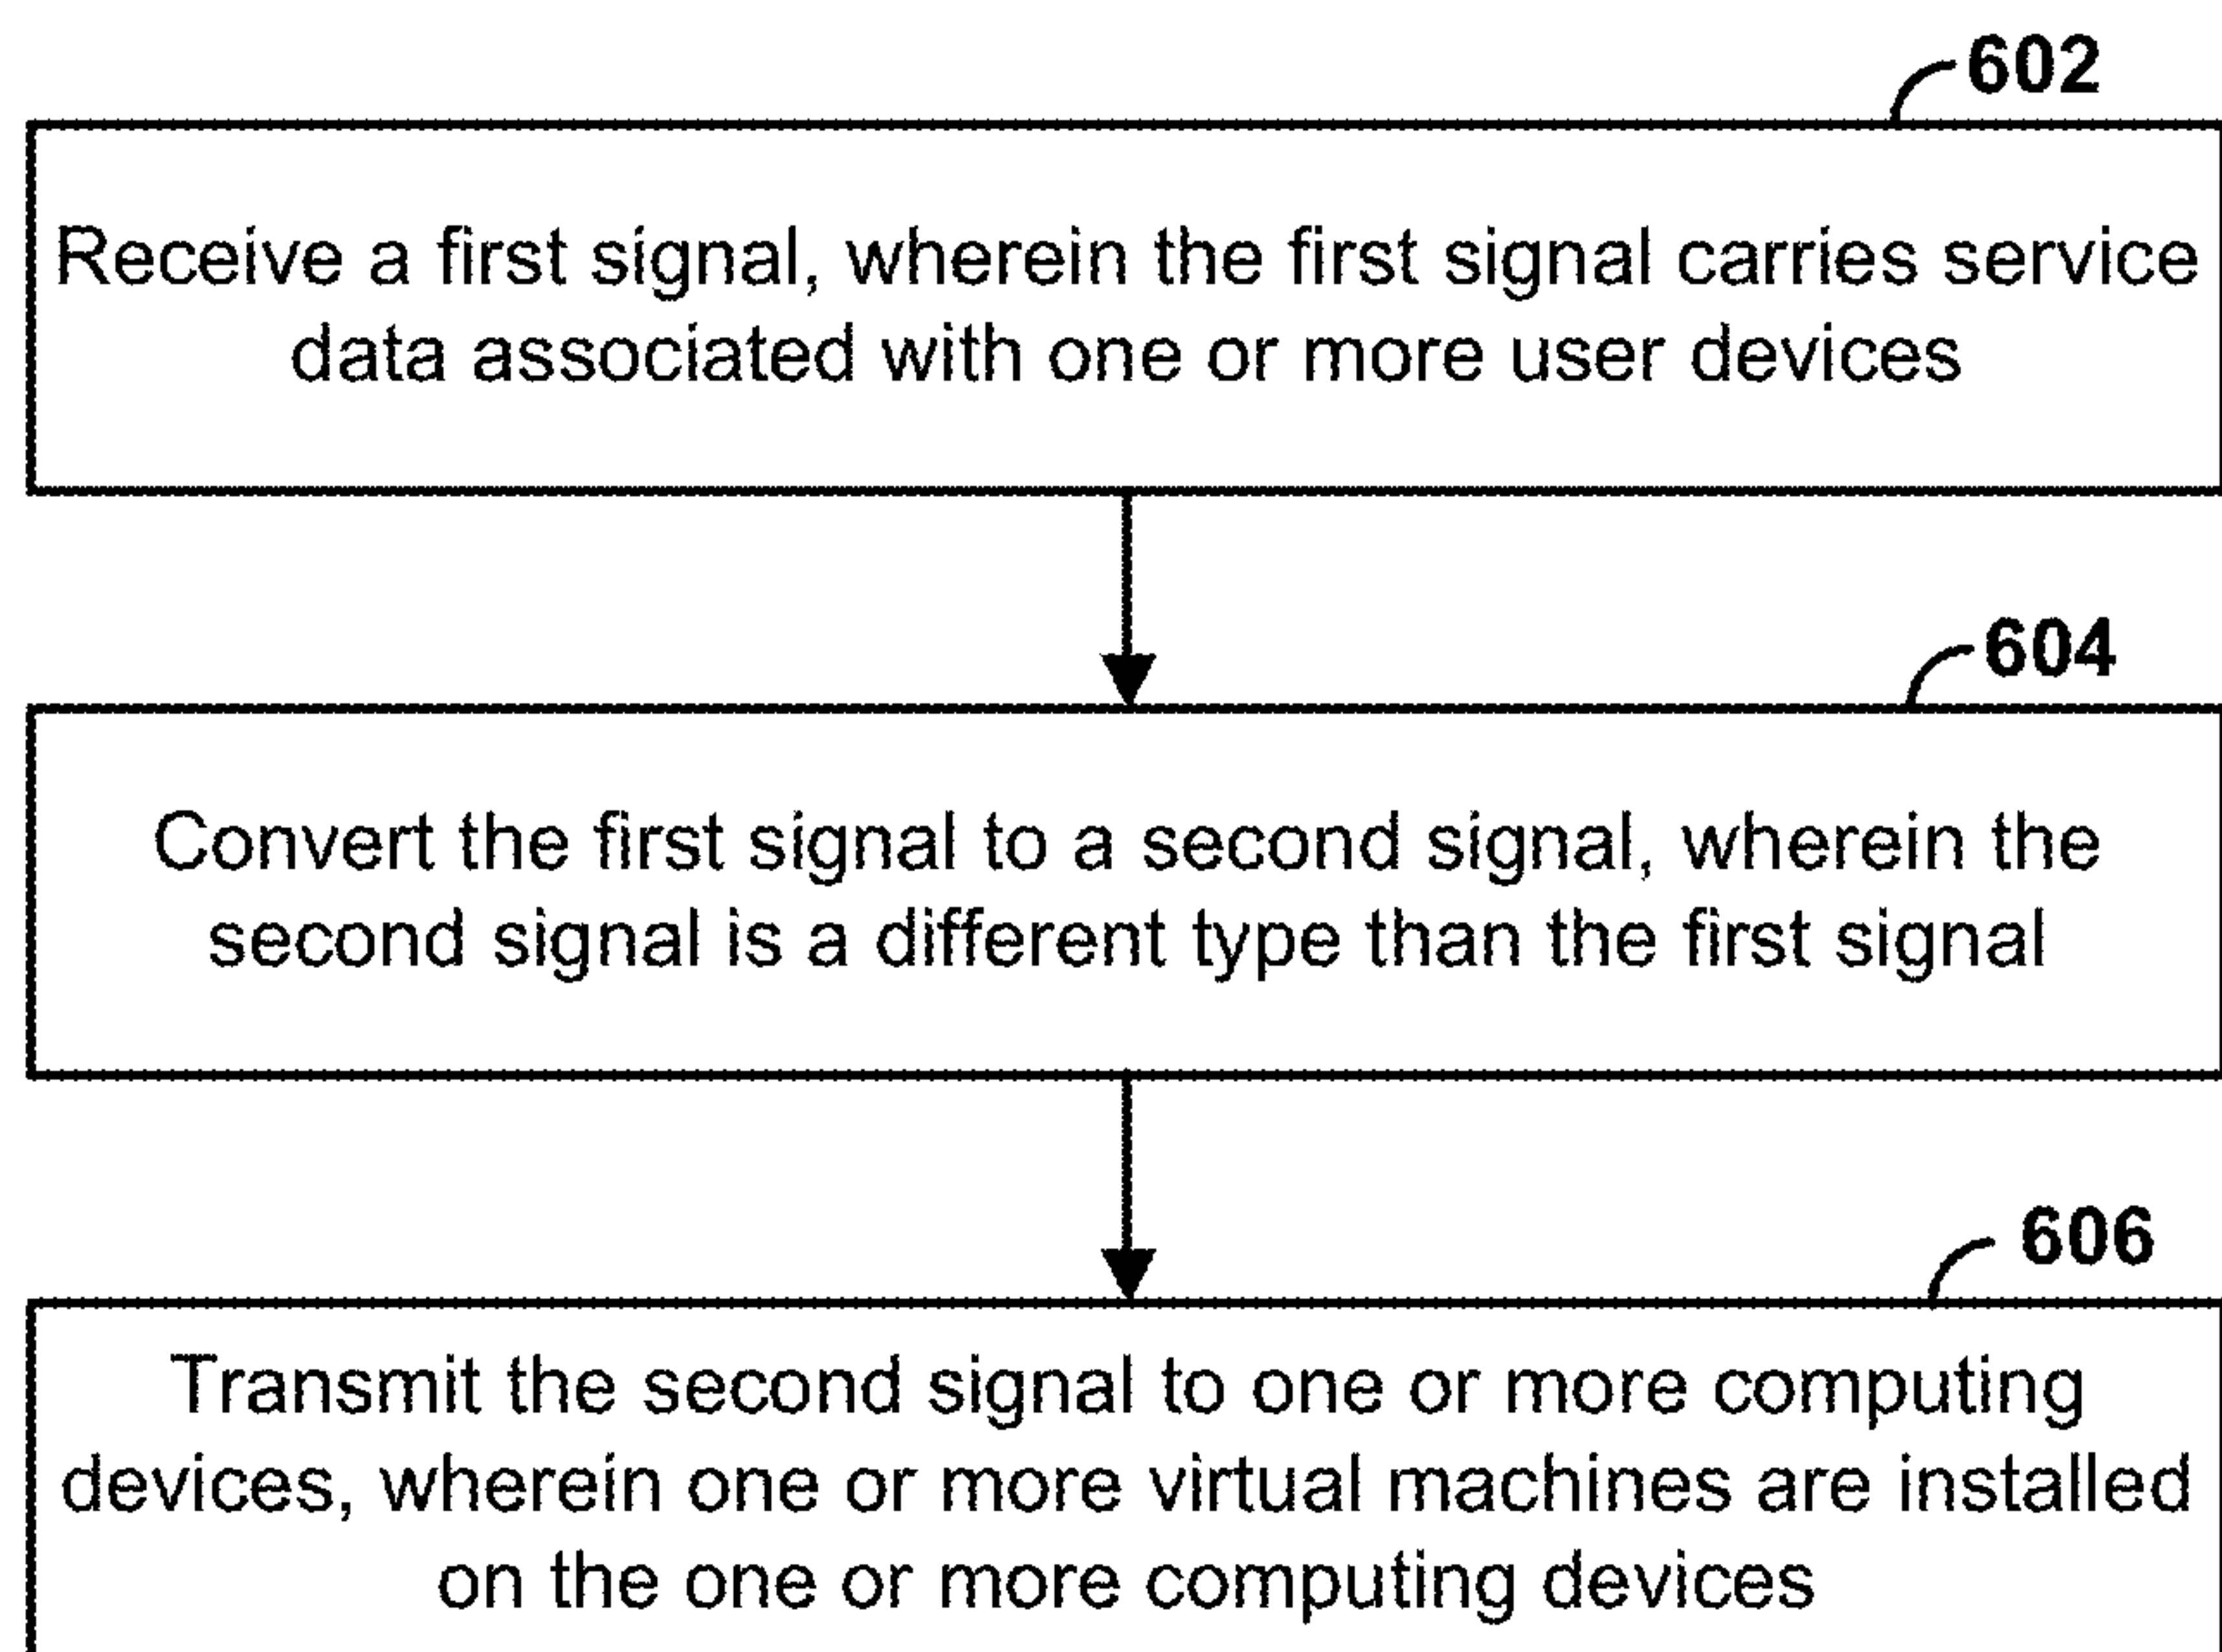 602
Receive a first signal, wherein the first signal carries service
data associated with one or more user devices
604
Convert the first signal to a second signal, wherein the
second signal is a different type than the first signal
606
Transmit the second signal to one or more computing
devices, wherein one or more virtual machines are installed
on the one or more computing devices